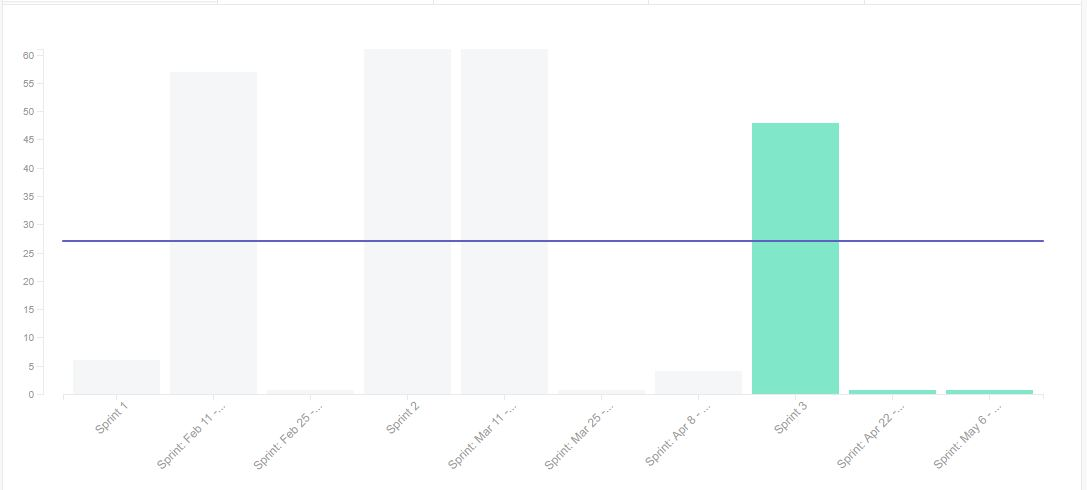 60
55
50
45
40
35
30
25
20
15
10
5
0
Sprint 1
Sprint: Feb 11 -...
Sprint: Feb 25 -...
Sprint 2
Sprint: Mar 11 -...
Sprint: Mar 25 -...
Sprint: Apr 8 - ...
Sprint 3
Sprint: Apr 22 -...
Sprint: May 6 - ...